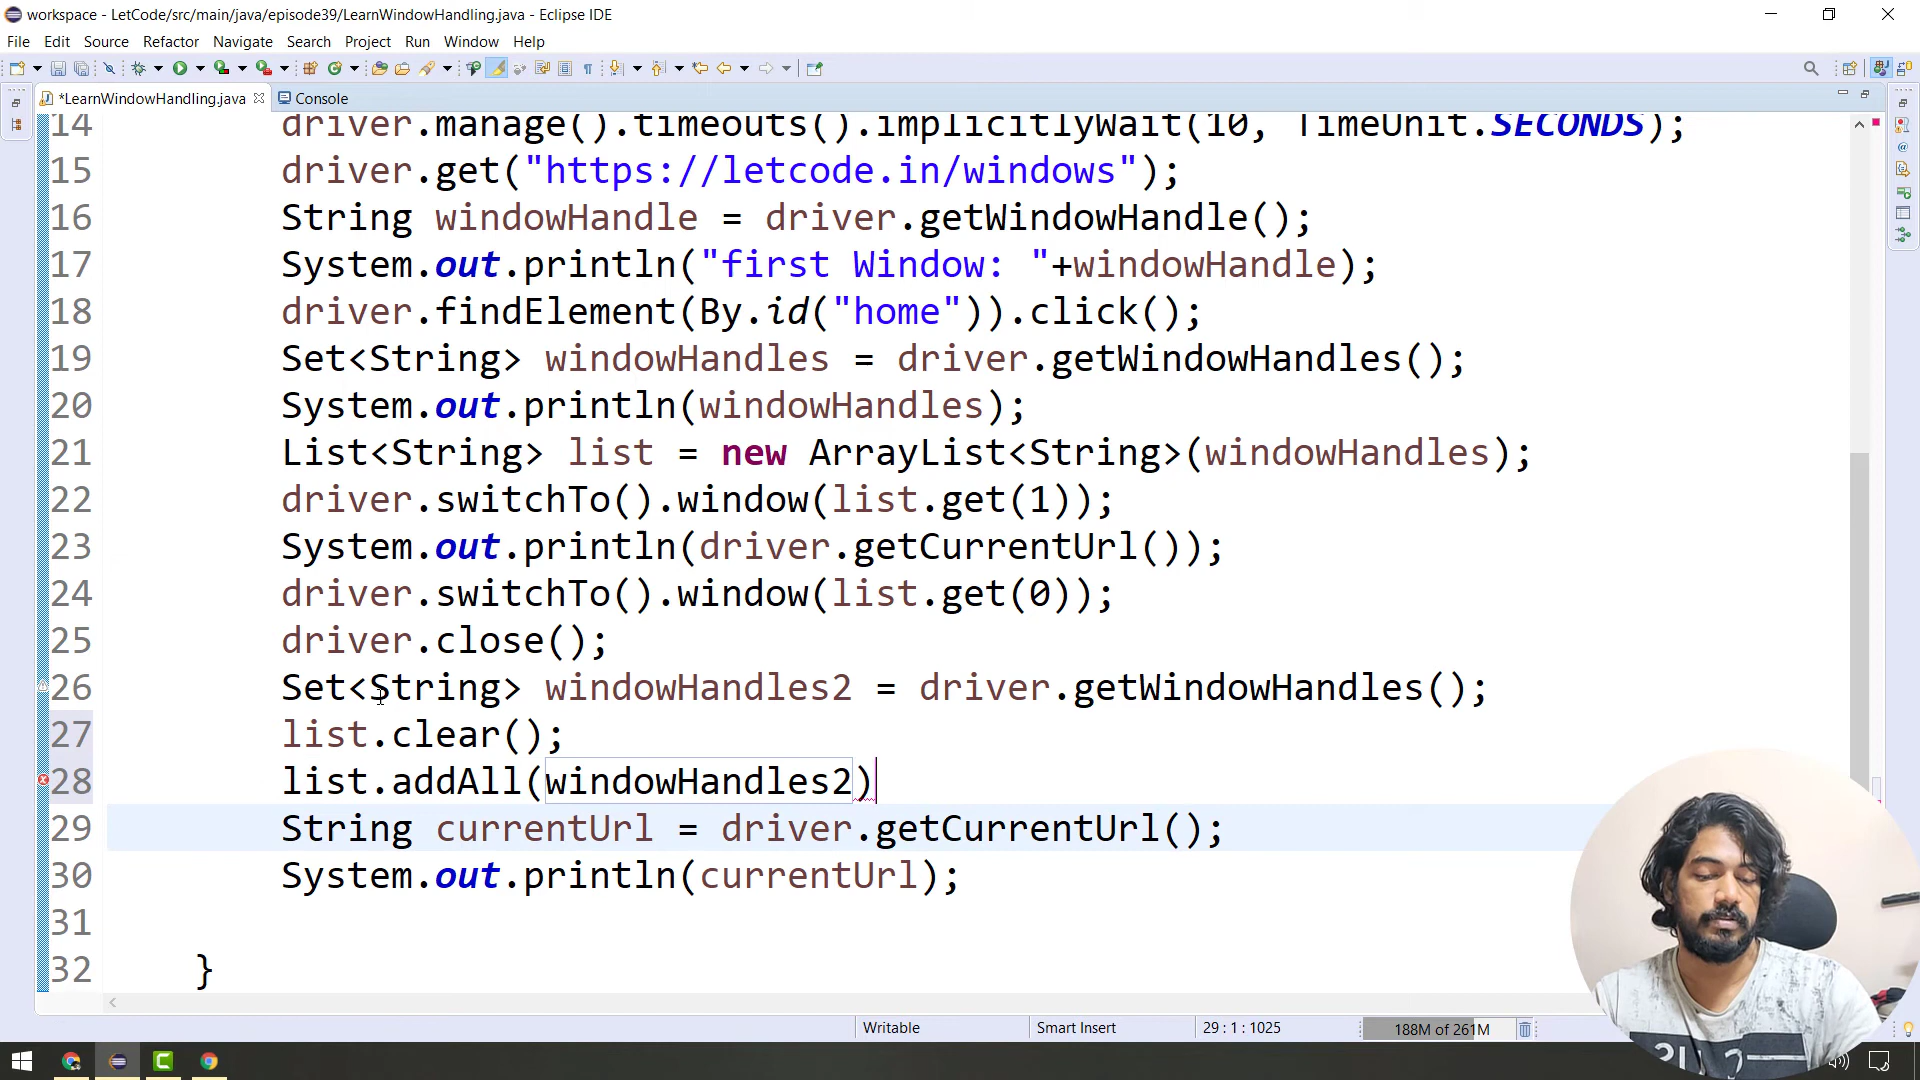 workspace - LetCode/src/main/java/episode39/LearnWindowHandling.java - Eclipse IDE
File Edit Source Refactor Navigate Search Project Run Window Help
*LearnWindowHandling.java Console
14 driver.manage().timeouts().implicitlyWait(10, TimeUnit.SECONDS);
15 driver.get("https://letcode.in/windows");
16 String windowHandle = driver.getWindowHandle();
17 System.out.println("first Window: "+windowHandle);
18 driver.findElement(By.id("home")).click();
19 Set<String> windowHandles = driver.getWindowHandles();
20 System.out.println(windowHandles);
21 List<String> list = new ArrayList<String>(windowHandles);
22 driver.switchTo().window(list.get(1));
23 System.out.println(driver.getCurrentUrl());
24 driver.switchTo().window(list.get(0));
25 driver.close();
26 Set<String> windowHandles2 = driver.getWindowHandles();
27 list.clear();
28 list.addAll(windowHandles2)
29 String currentUrl = driver.getCurrentUrl();
30 System.out.println(currentUrl);
31
32 }
Writable Smart Insert 29 : 1 : 1025 188M of 261M